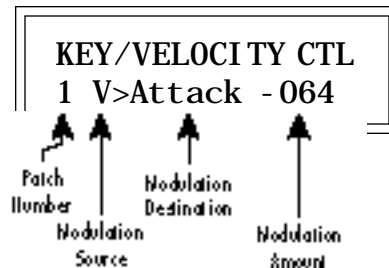 KEY/VELOCITY CTL
1 V>Attack -064
Patch
Number
Modulation
Source
Modulation
Destination
Modulation
Amount